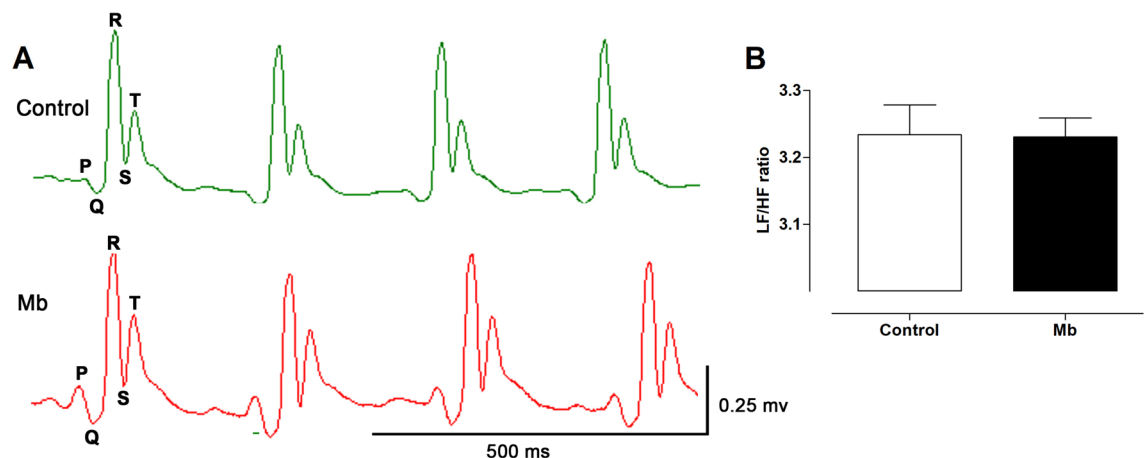 A
Control
P
Q
R
S
T
Mb
P
Q
R
S
T
0.25 mv
500 ms
B
LF/HF ratio
3.3
3.2
3.1
Control
Mb